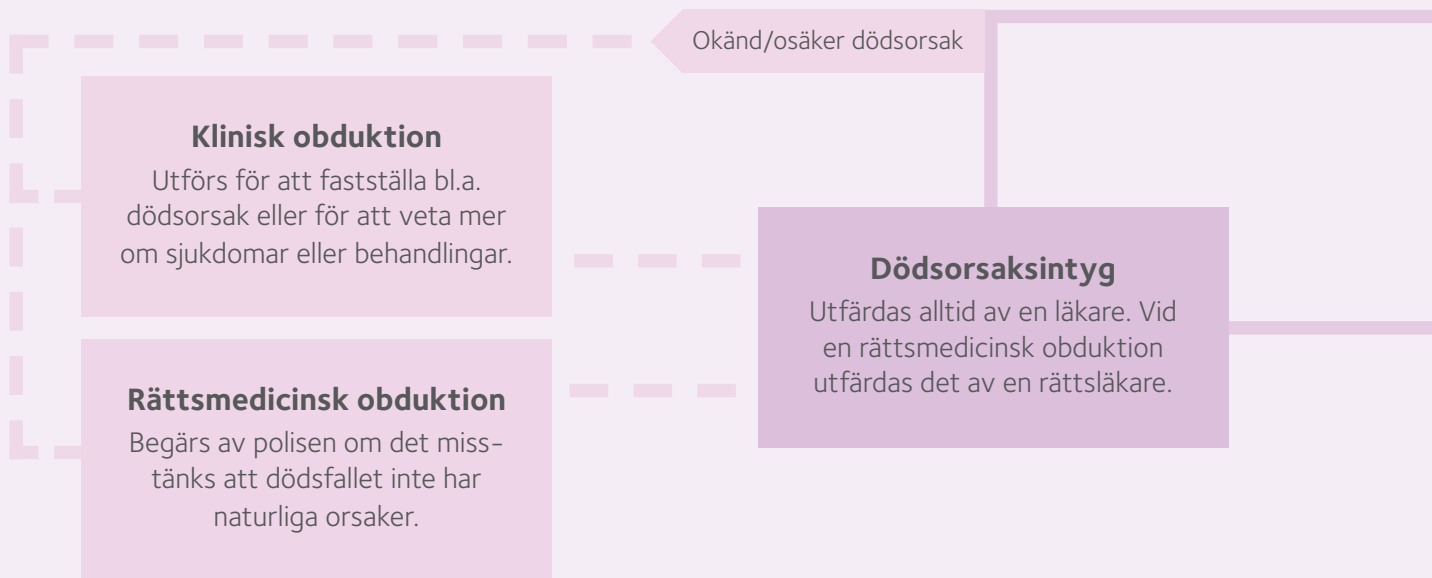 Okänd/osäker dödsorsak
Klinisk obduktion
Utförs för att fastställa bl.a.
dödsorsak eller för att veta mer
om sjukdomar eller behandlingar.
Dödsorsaksintyg
Utfärdas alltid av en läkare. Vid
en rättsmedicinsk obduktion
utfärdas det av en rättsläkare.
Rättsmedicinsk obduktion
Begärs av polisen om det miss-
tänks att dödsfallet inte har
naturliga orsaker.